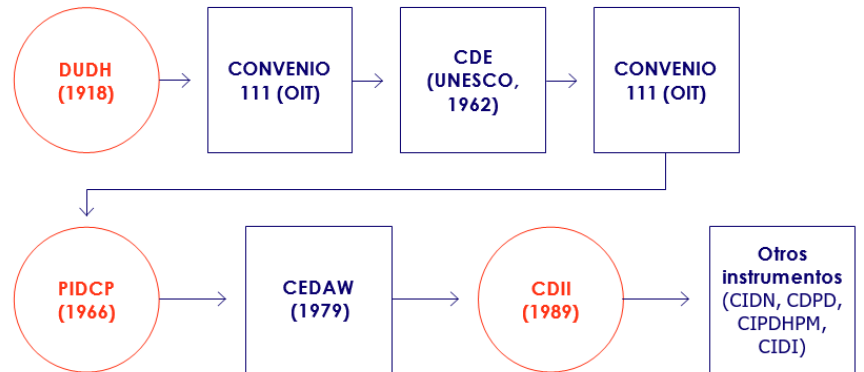 DUDH
(1918)
CONVENIO
111 (OIT)
CDE
(UNESCO,
1962)
CONVENIO
111 (OIT)
PIDCP
(1966)
CEDAW
(1979)
CDII
(1989)
Otros
instrumentos
(CIDN, CDPD,
CIPDHPM,
CIDI)